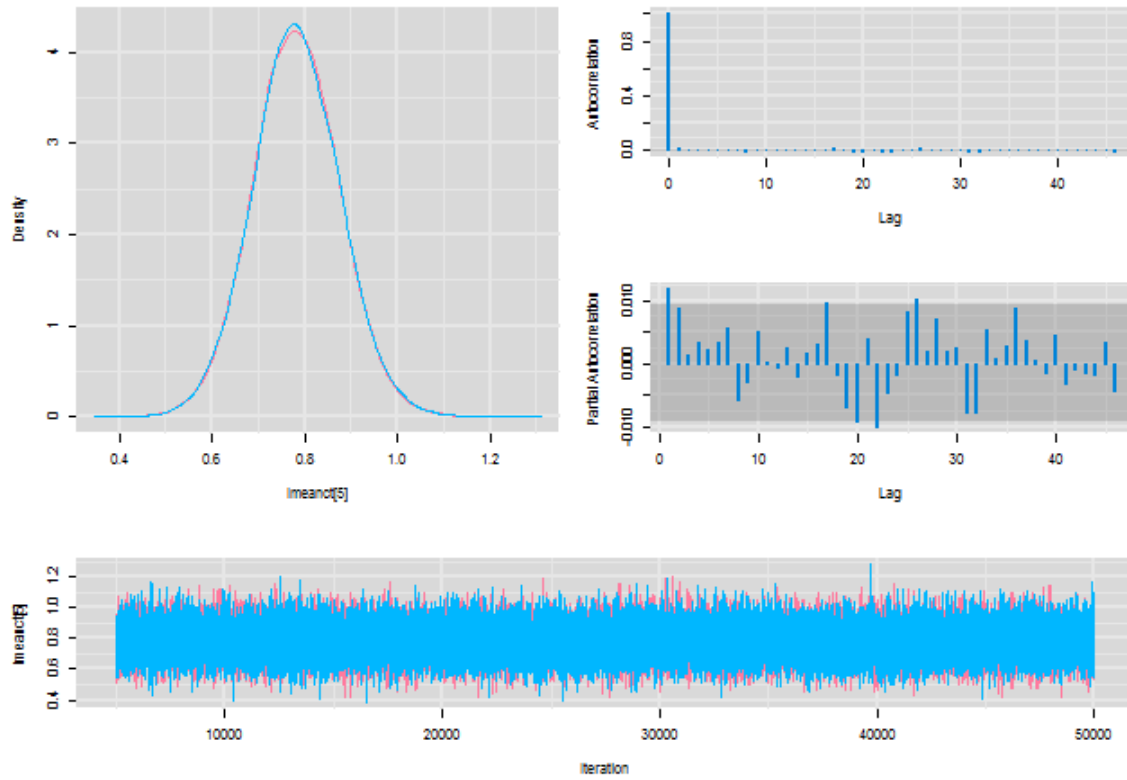 Density
4
3
2
1
0
0.4 0.6 0.8 1.0 1.2
lmeanct[5]
Autocorrelation
0.8
0.4
0.0
0 10 20 30 40
Lag
Partial Autocorrelation
0.010
0.000
-0.010
0 10 20 30 40
Lag
lmeanct[5]
1.2
1.0
0.8
0.6
0.4
10000 20000 30000 40000 50000
Iteration